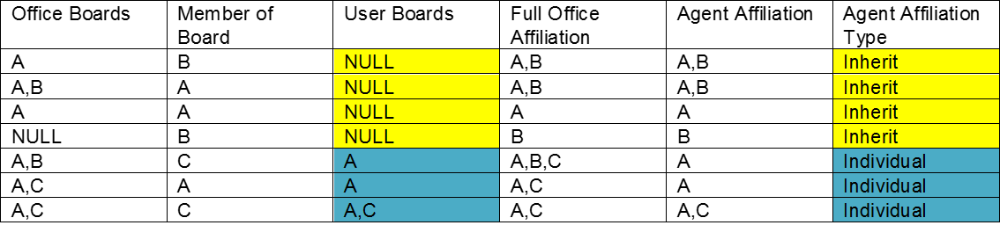 Office Boards Member of Board User Boards Full Office Affiliation Agent Affiliation Agent Affiliation Type
A B NULL A,B A,B Inherit
A,B A NULL A,B A,B Inherit
A A NULL A A Inherit
NULL B NULL B B Inherit
A,B C A A,B,C A Individual
A,C A A A,C A Individual
A,C C A,C A,C A,C Individual